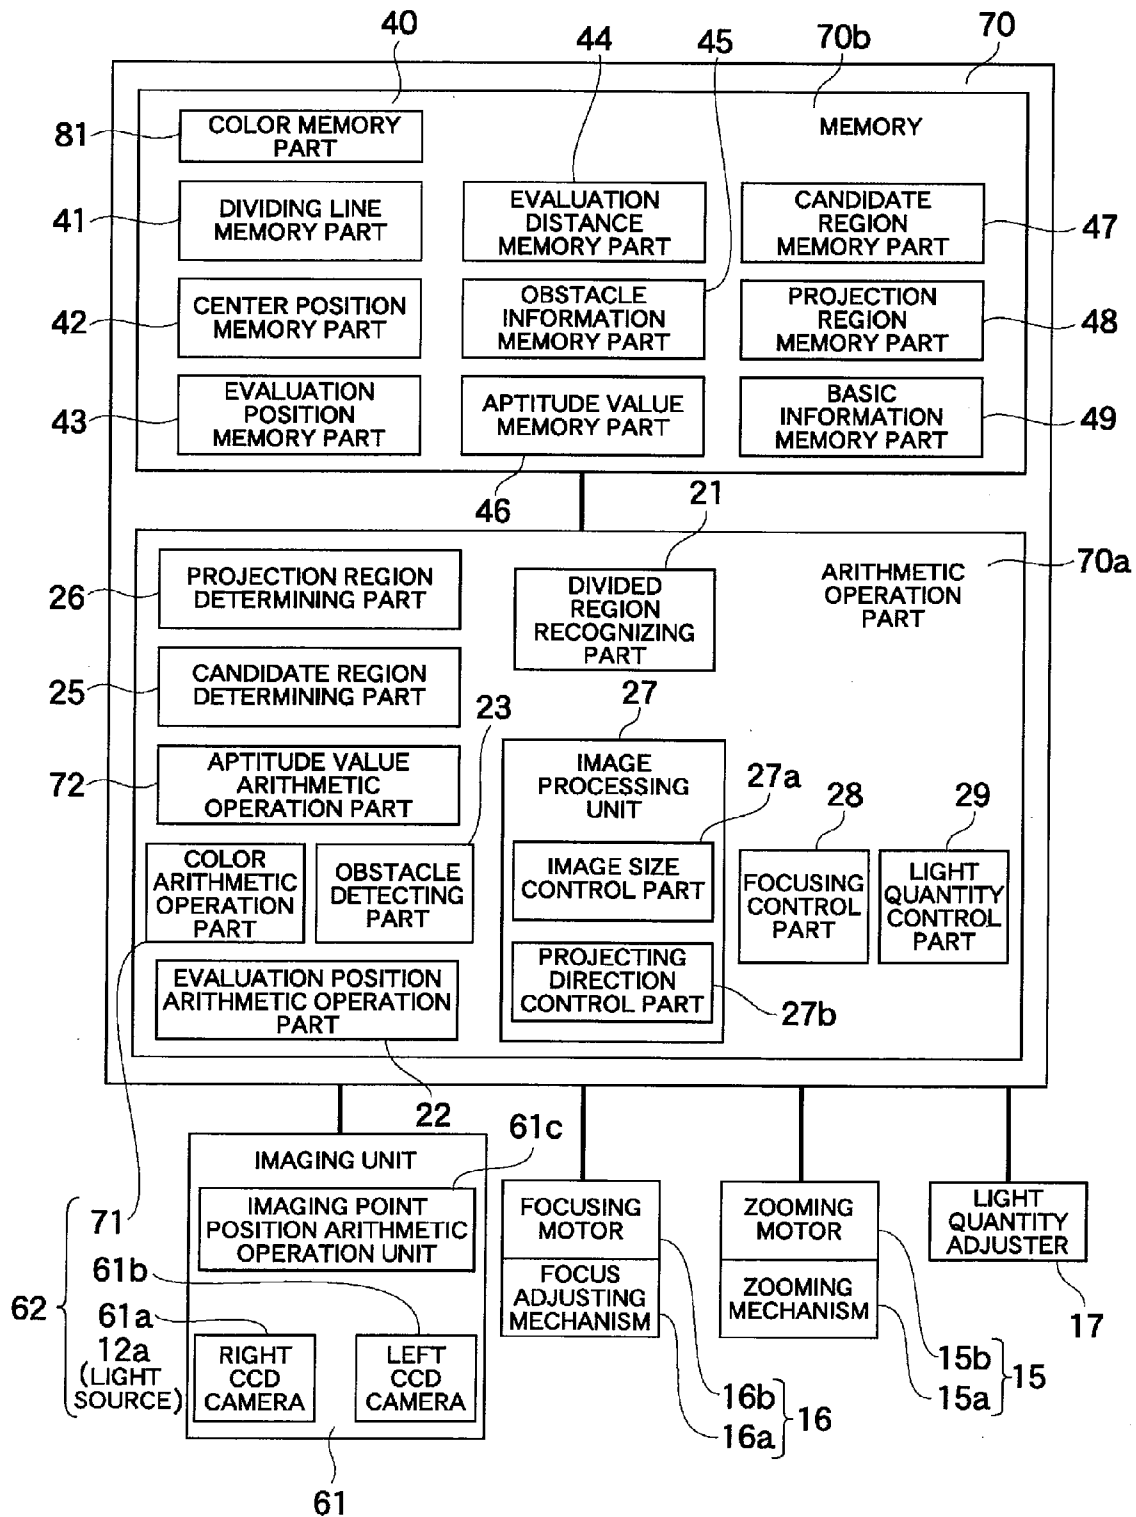 40
44
45
70b
70
81
COLOR MEMORY
PART
MEMORY
41
DIVIDING LINE
MEMORY PART
EVALUATION
DISTANCE
MEMORY PART
CANDIDATE
REGION
MEMORY PART
47
42
CENTER POSITION
MEMORY PART
OBSTACLE
INFORMATION
MEMORY PART
PROJECTION
REGION
MEMORY PART
48
43
EVALUATION
POSITION
MEMORY PART
APTITUDE VALUE
MEMORY PART
BASIC
INFORMATION
MEMORY PART
49
46
21
26
PROJECTION REGION
DETERMINING PART
DIVIDED
REGION
RECOGNIZING
PART
ARITHMETIC
OPERATION
PART
70a
25
CANDIDATE REGION
DETERMINING PART
23
27
72
APTITUDE VALUE
ARITHMETIC
OPERATION PART
IMAGE
PROCESSING
UNIT
27a
28
29
COLOR
ARITHMETIC
OPERATION
PART
OBSTACLE
DETECTING
PART
IMAGE SIZE
CONTROL PART
FOCUSING
CONTROL
PART
LIGHT
QUANTITY
CONTROL
PART
EVALUATION POSITION
ARITHMETIC OPERATION
PART
PROJECTING
DIRECTION
CONTROL PART
27b
22
61c
IMAGING UNIT
IMAGING POINT
POSITION ARITHMETIC
OPERATION UNIT
FOCUSING
MOTOR
FOCUS
ADJUSTING
MECHANISM
ZOOMING
MOTOR
ZOOMING
MECHANISM
LIGHT
QUANTITY
ADJUSTER
17
71
61b
62
61a
12a
(LIGHT
SOURCE)
RIGHT
CCD
CAMERA
LEFT
CCD
CAMERA
16b
16a
16
15b
15a
15
61